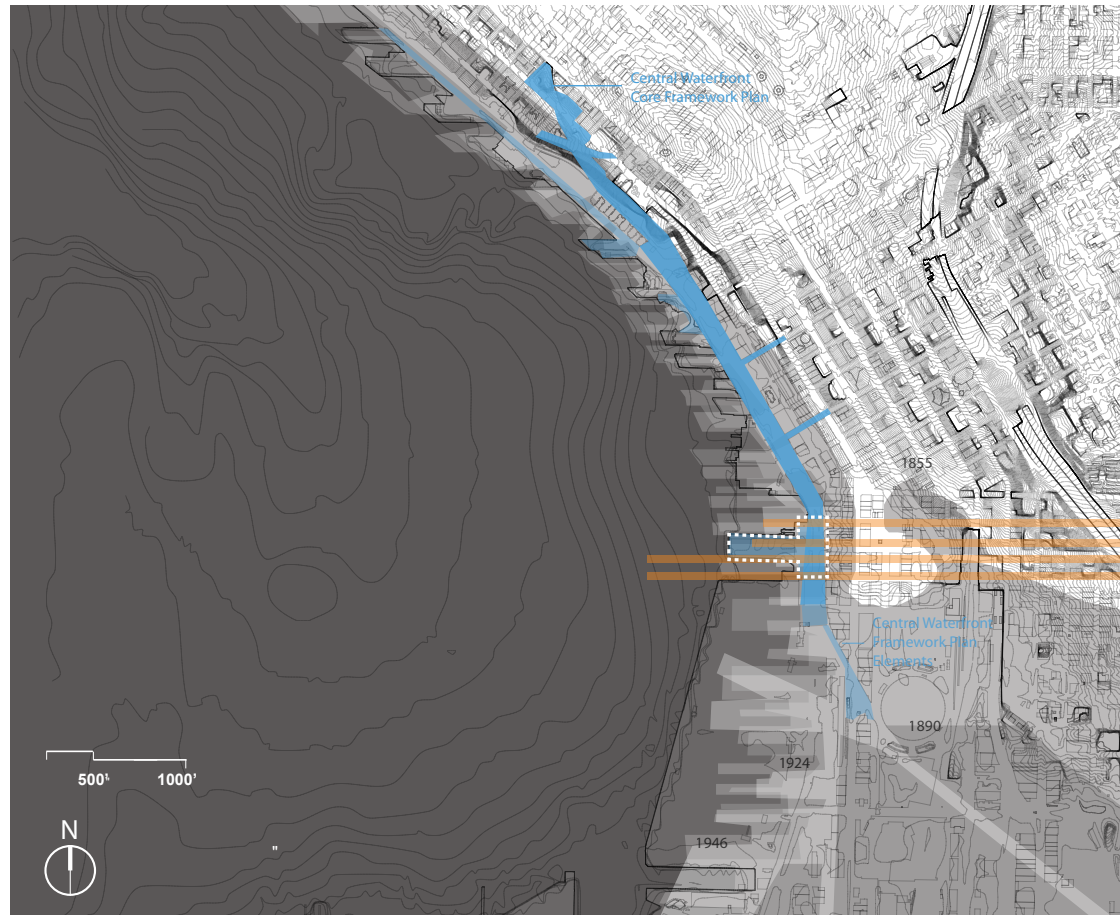 Central Waterfront
Core Framework Plan
1855
Central Waterfront
Framework Plan
Elements
1890
1924
1946
500'
1000'
N
"